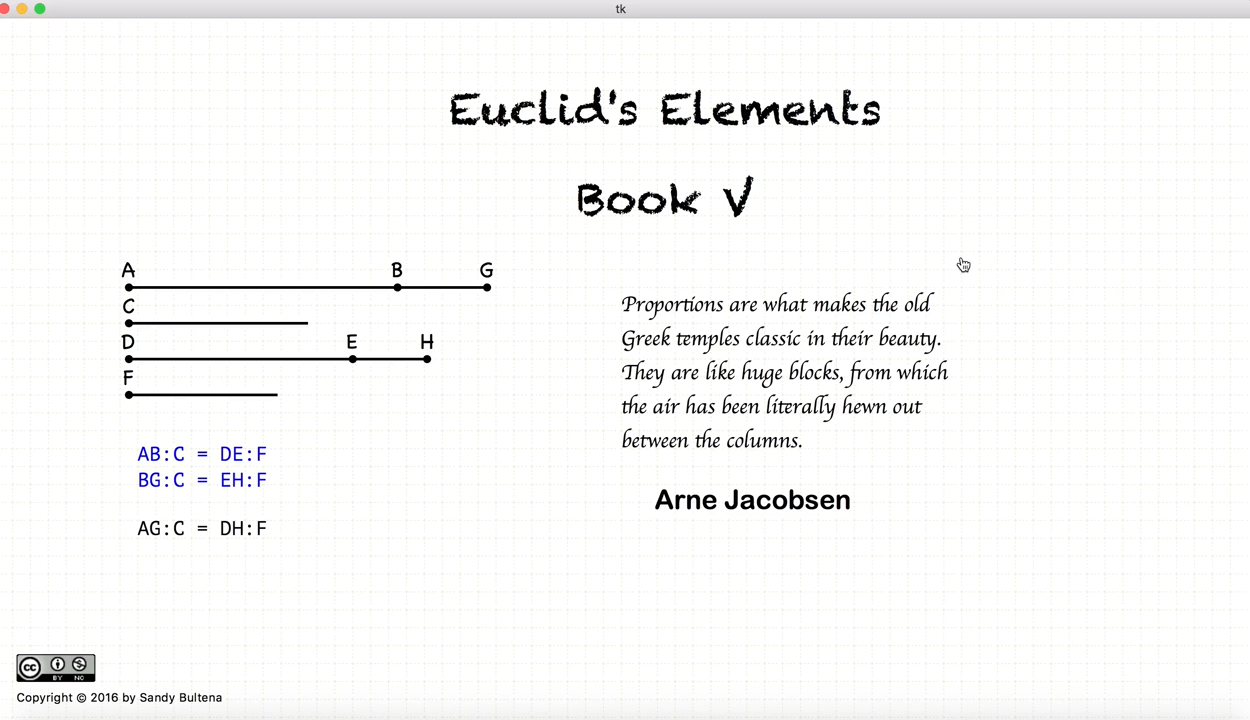 tk
Euclid's Elements
Book V
A B G
C
D E H
F
AB:C = DE:F
BG:C = EH:F
AG:C = DH:F
Proportions are what makes the old
Greek temples classic in their beauty.
They are like huge blocks, from which
the air has been literally hewn out
between the columns.
Arne Jacobsen
cc BY NC
Copyright © 2016 by Sandy Bultena